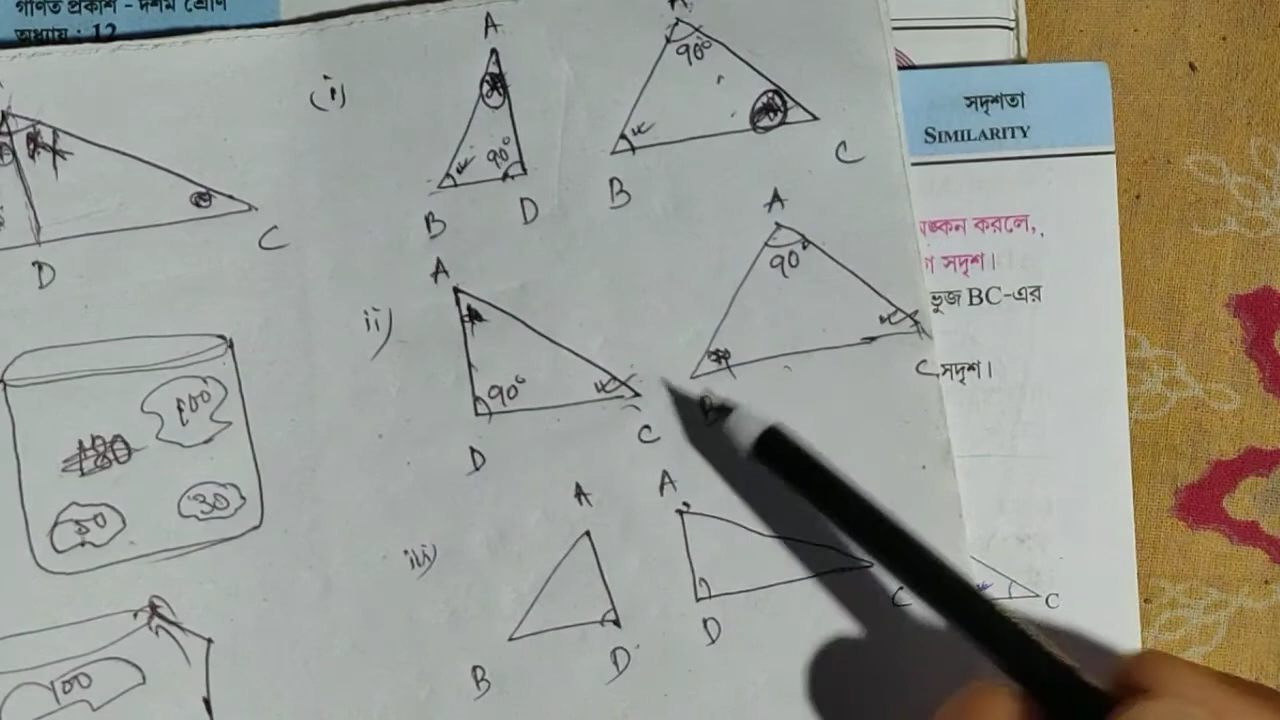 গণিত প্রকাশ - দশম শ্রেণি
অধ্যায় : 12
সদৃশতা
SIMILARITY
অঙ্কন করলে,
সদৃশ।
ভুজ BC-এর
সদৃশ।
C
C
D
(i)
A
90°
B
D
90°
B
C
ii)
A
90°
D
C
A
90°
B
C
iii)
A
B
D
A
D
C
100
180
50
30
100